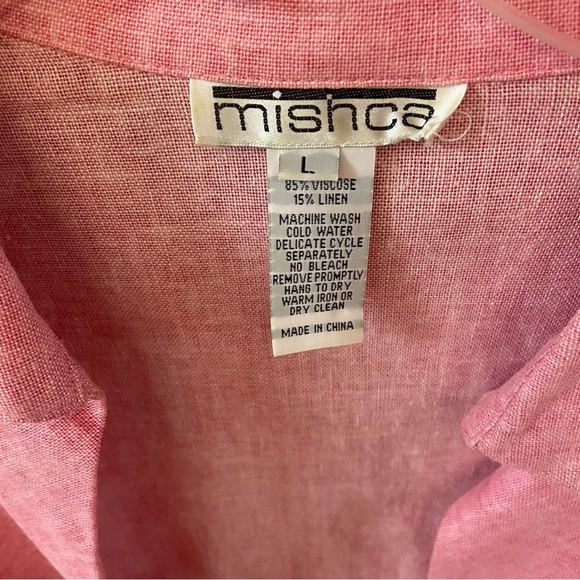 mishca
L
85% VISCOSE
15% LINEN
MACHINE WASH
COLD WATER
DELICATE CYCLE
SEPARATELY
NO BLEACH
REMOVE PROMPTLY
HANG TO DRY
WARM IRON OR
DRY CLEAN
MADE IN CHINA